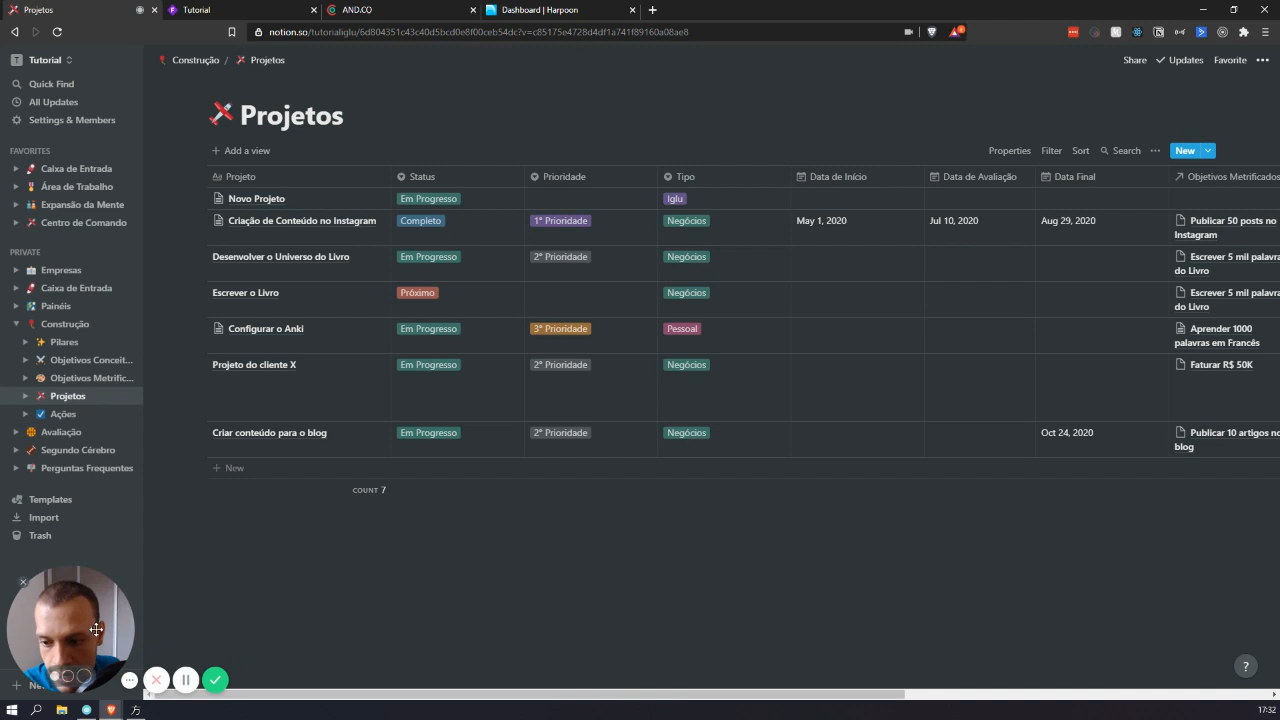 Projetos
Tutorial
AND.CO
Dashboard | Harpoon
notion.so/tutorialiglu/6d804351c43c40d5bcd0e8f00ceb54dc?v=c85175e4728d4df1a741f89160a08ae8
T Tutorial
Construção / Projetos
Share Updates Favorite
Quick Find
All Updates
Settings & Members
FAVORITES
Caixa de Entrada
Área de Trabalho
Expansão da Mente
Centro de Comando
PRIVATE
Empresas
Caixa de Entrada
Painéis
Construção
Pilares
Objetivos Conceit...
Objetivos Metrific...
Projetos
Ações
Avaliação
Segundo Cérebro
Perguntas Frequentes
Templates
Import
Trash
Projetos
Add a view
Properties Filter Sort Search New
Projeto Status Prioridade Tipo Data de Início Data de Avaliação Data Final Objetivos Metrificados
Novo Projeto Em Progresso Iglu
Criação de Conteúdo no Instagram Completo 1º Prioridade Negócios May 1, 2020 Jul 10, 2020 Aug 29, 2020 Publicar 50 posts no
Instagram
Desenvolver o Universo do Livro Em Progresso 2ª Prioridade Negócios Escrever 5 mil palavra
do Livro
Escrever o Livro Próximo Negócios Escrever 5 mil palavra
do Livro
Configurar o Anki Em Progresso 3ª Prioridade Pessoal Aprender 1000
palavras em Francês
Projeto do cliente X Em Progresso 2ª Prioridade Negócios Faturar R$ 50K
Criar conteúdo para o blog Em Progresso 2ª Prioridade Negócios Oct 24, 2020 Publicar 10 artigos no
blog
New
COUNT 7
?
17:32